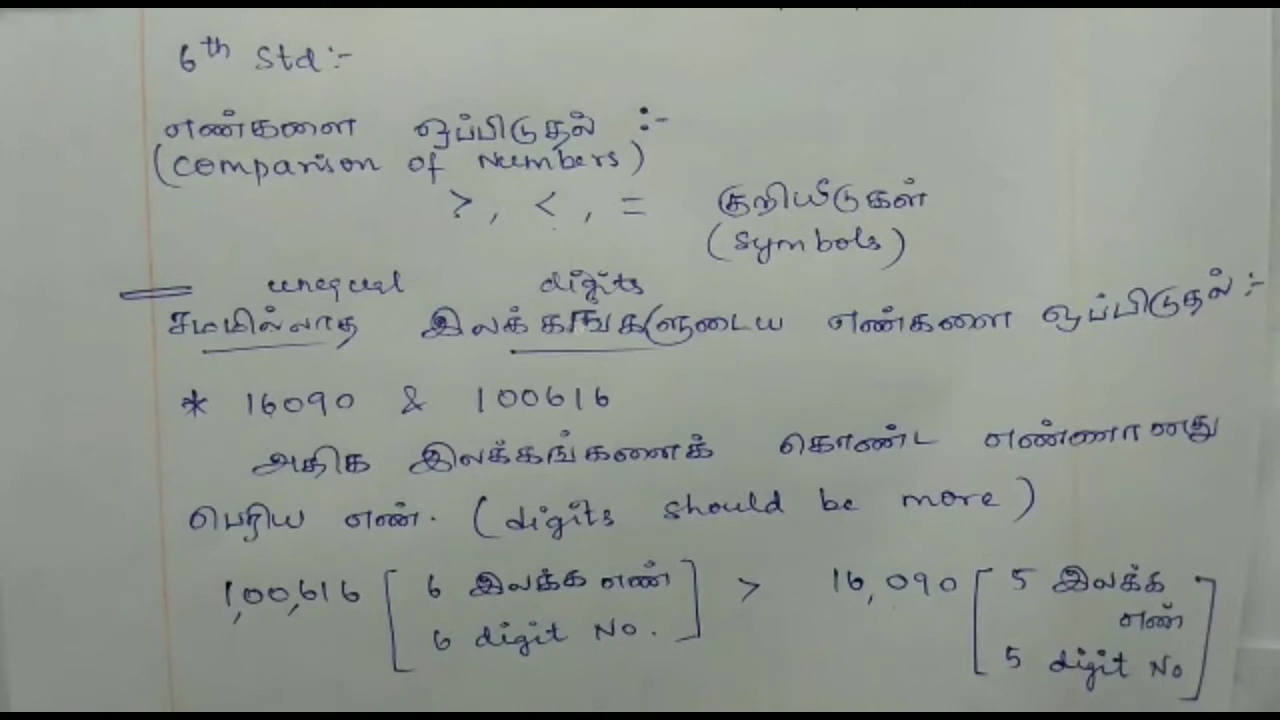 6th Std :-
எண்களை ஒப்பிடுதல் :-
(Comparison of Numbers)
>, <, = குறியீடுகள்
(Symbols)
unequal digits
சமமில்லாத இலக்கங்களுடைய எண்களை ஒப்பிடுதல் :-
* 16090 & 100616
அதிக இலக்கங்களைக் கொண்ட எண்ணானது
பெரிய எண். (digits should be more)
1,00,616 [ 6 இலக்க எண் ] > 16,090 [ 5 இலக்க
எண்
6 digit No. 5 digit No ]